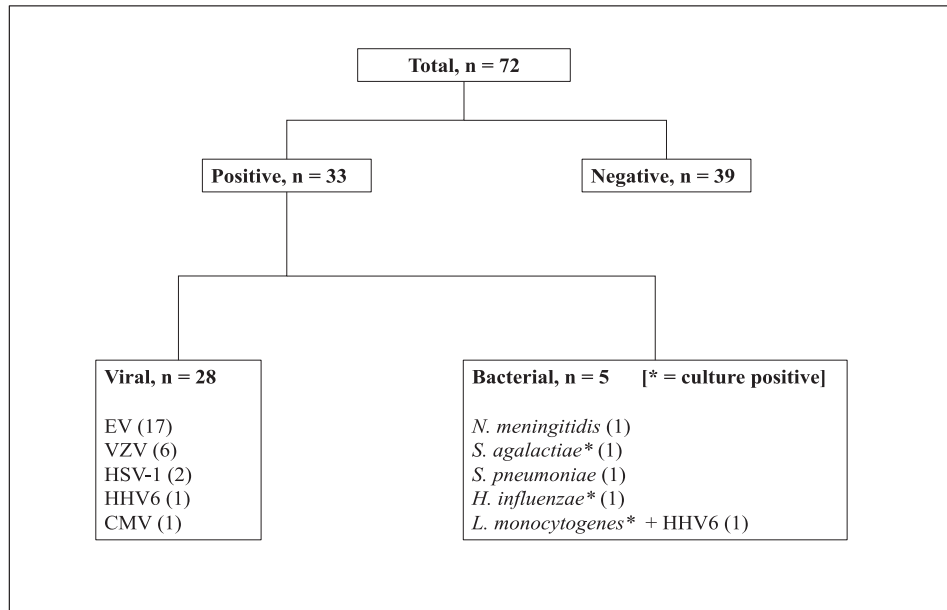 Total, n = 72
Positive, n = 33
Negative, n = 39
Viral, n = 28
EV (17)
VZV (6)
HSV-1 (2)
HHV6 (1)
CMV (1)
Bacterial, n = 5 [* = culture positive]
N. meningitidis (1)
S. agalactiae* (1)
S. pneumoniae (1)
H. influenzae* (1)
L. monocytogenes* + HHV6 (1)